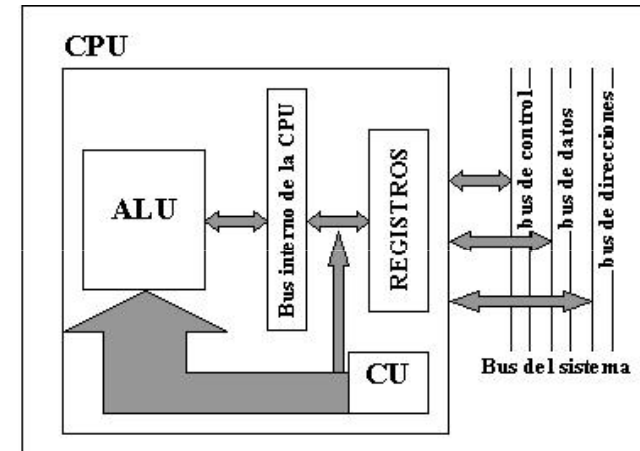 CPU
ALU
Bus interno de la CPU
REGISTROS
CU
bus de control
bus de datos
bus de direcciones
Bus del sistema